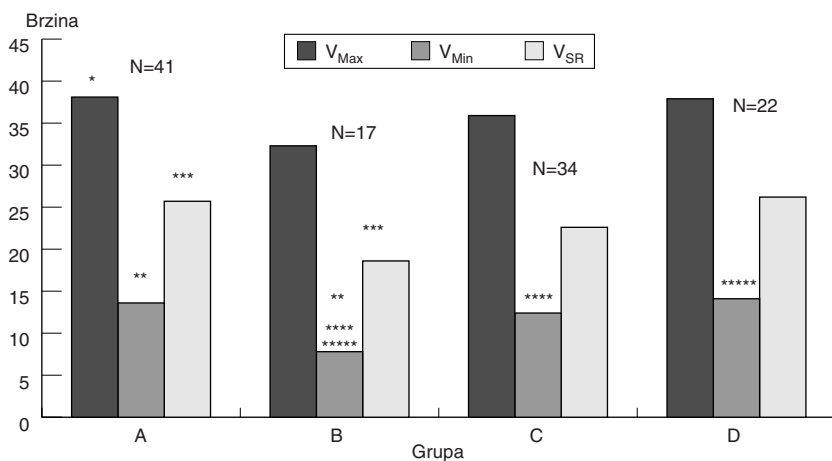 Brzina
45
40
35
30
25
20
15
10
5
0
V_Max V_Min V_SR
N=41
N=17
N=34
N=22
*
**
***
**
****
*****
***
****
*****
A B C D
Grupa